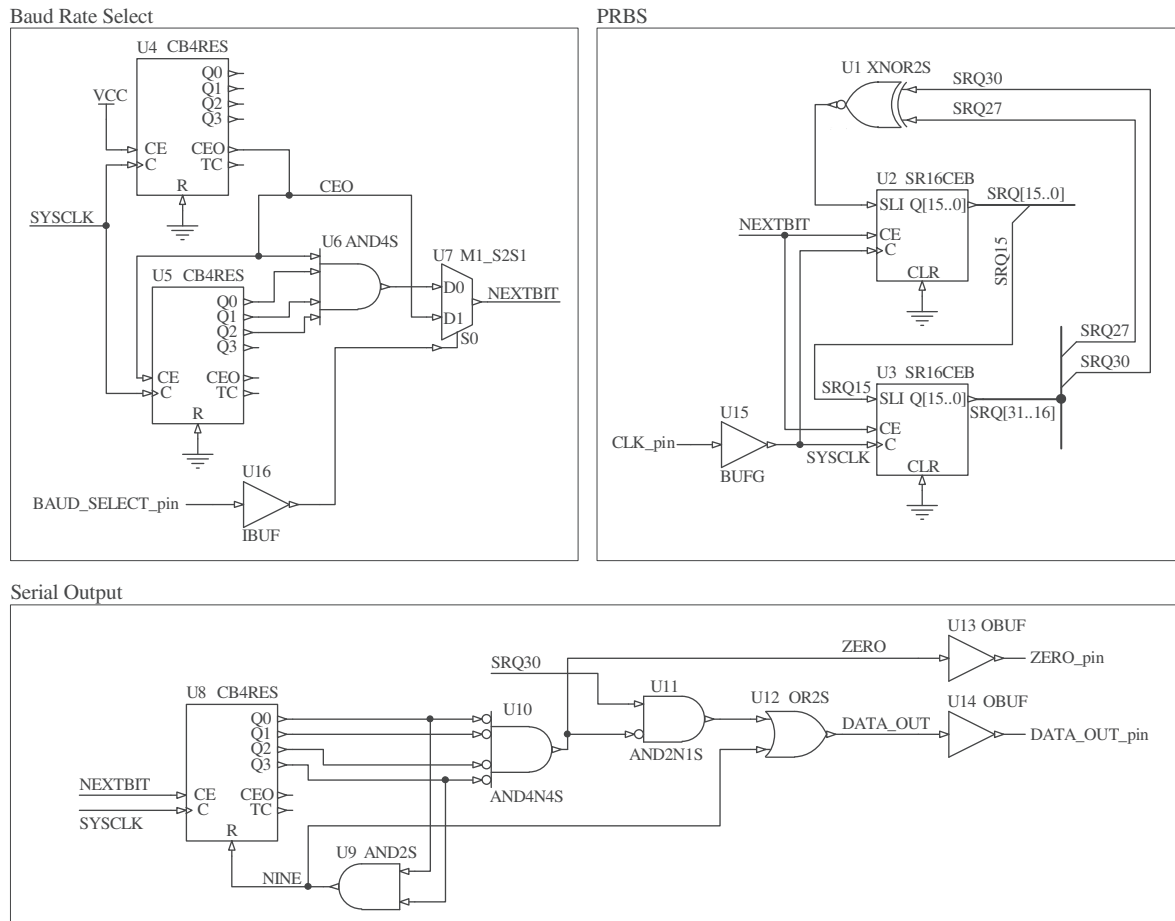 Baud Rate Select
U4 CB4RES
Q0
Q1
Q2
Q3
VCC
CE
CEO
C
TC
R
CEO
SYSCLK
U6 AND4S
U7 M1_S2S1
U5 CB4RES
D0
NEXTBIT
Q0
Q1
D1
Q2
Q3
S0
CE
CEO
C
TC
R
U16
BAUD_SELECT_pin
IBUF
PRBS
U1 XNOR2S
SRQ30
SRQ27
U2 SR16CEB
SLI
Q[15..0]
SRQ[15..0]
NEXTBIT
CE
C
SRQ15
CLR
SRQ27
SRQ30
U3 SR16CEB
SRQ15
SLI
Q[15..0]
SRQ[31..16]
U15
CE
CLK_pin
SYSCLK
C
BUFG
CLR
Serial Output
U13 OBUF
ZERO
ZERO_pin
SRQ30
U11
U8 CB4RES
U10
U12 OR2S
U14 OBUF
Q0
Q1
DATA_OUT
DATA_OUT_pin
Q2
AND2N1S
Q3
NEXTBIT
CE
CEO
AND4N4S
C
TC
SYSCLK
R
U9 AND2S
NINE